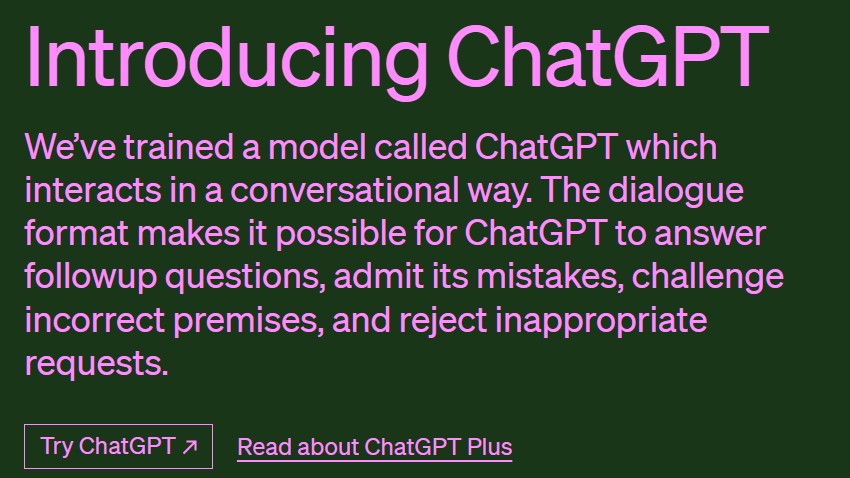 Introducing ChatGPT
We’ve trained a model called ChatGPT which
interacts in a conversational way. The dialogue
format makes it possible for ChatGPT to answer
followup questions, admit its mistakes, challenge
incorrect premises, and reject inappropriate
requests.
Try ChatGPT ↗ Read about ChatGPT Plus